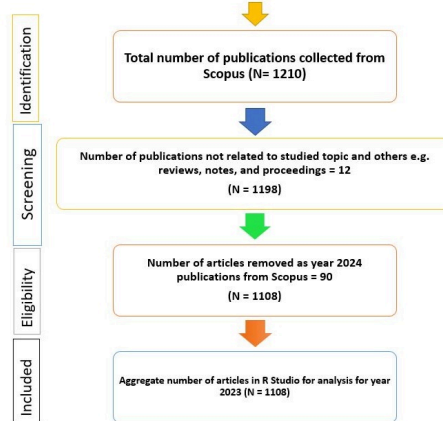 Identification
Total number of publications collected from
Scopus (N= 1210)
Screening
Number of publications not related to studied topic and others e.g.
reviews, notes, and proceedings = 12
(N = 1198)
Eligibility
Number of articles removed as year 2024
publications from Scopus = 90
(N = 1108)
Included
Aggregate number of articles in R Studio for analysis for year
2023 (N = 1108)